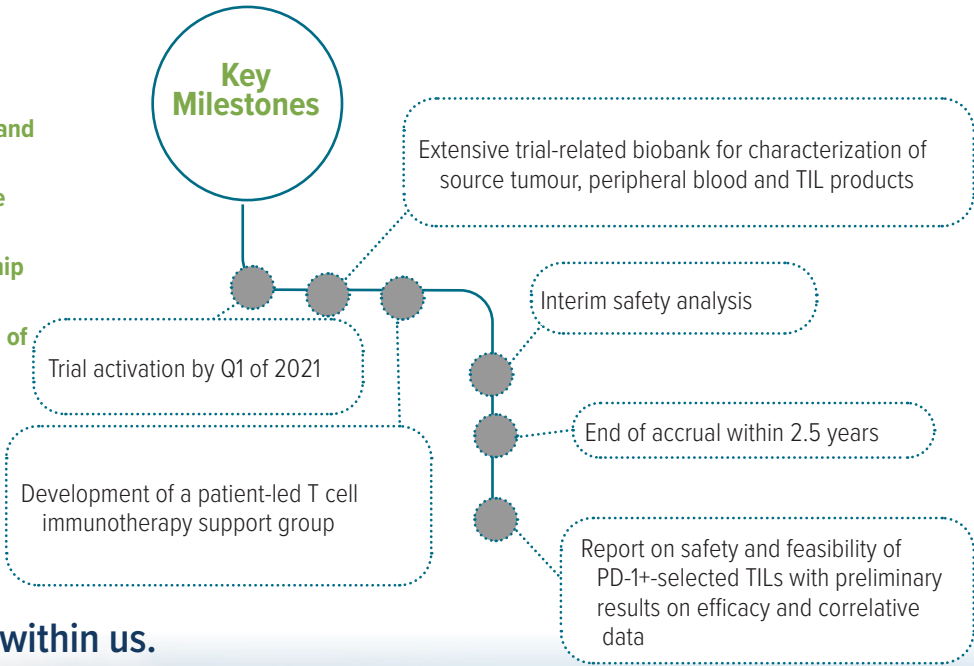 Key
Milestones
and
e
hip
of
Extensive trial-related biobank for characterization of
source tumour, peripheral blood and TIL products
Interim safety analysis
Trial activation by Q1 of 2021
End of accrual within 2.5 years
Development of a patient-led T cell
immunotherapy support group
Report on safety and feasibility of
PD-1+-selected TILs with preliminary
results on efficacy and correlative
data
within us.